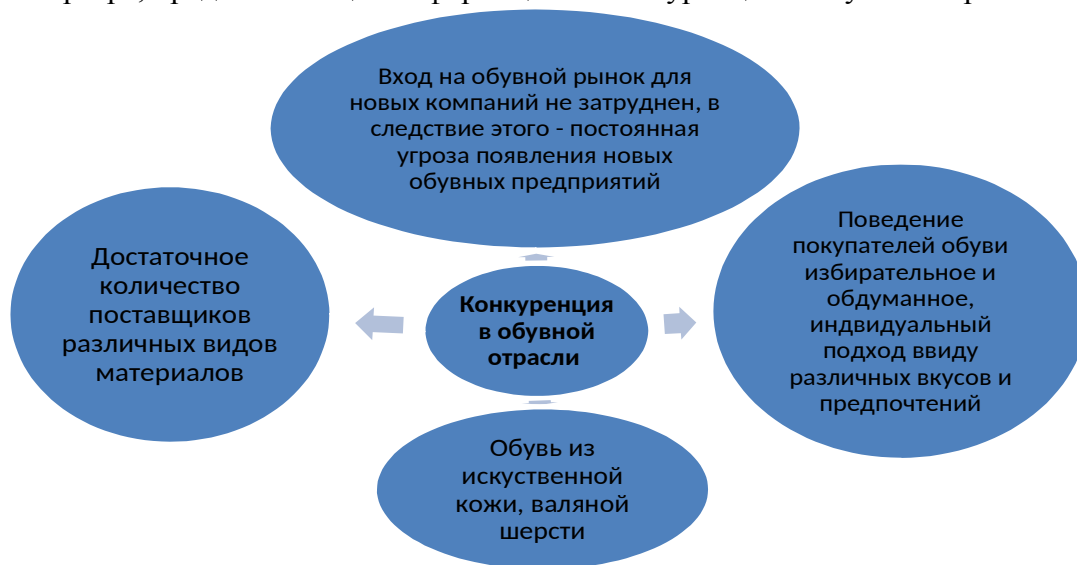 Вход на обувной рынок для
новых компаний не затруднен, в
следствие этого - постоянная
угроза появления новых
обувных предприятий
Достаточное
количество
поставщиков
различных видов
материалов
Конкуренция
в обувной
отрасли
Поведение
покупателей обуви
избирательное и
обдуманное,
индвидуальный
подход ввиду
различных вкусов и
предпочтений
Обувь из
искуственной
кожи, валяной
шерсти